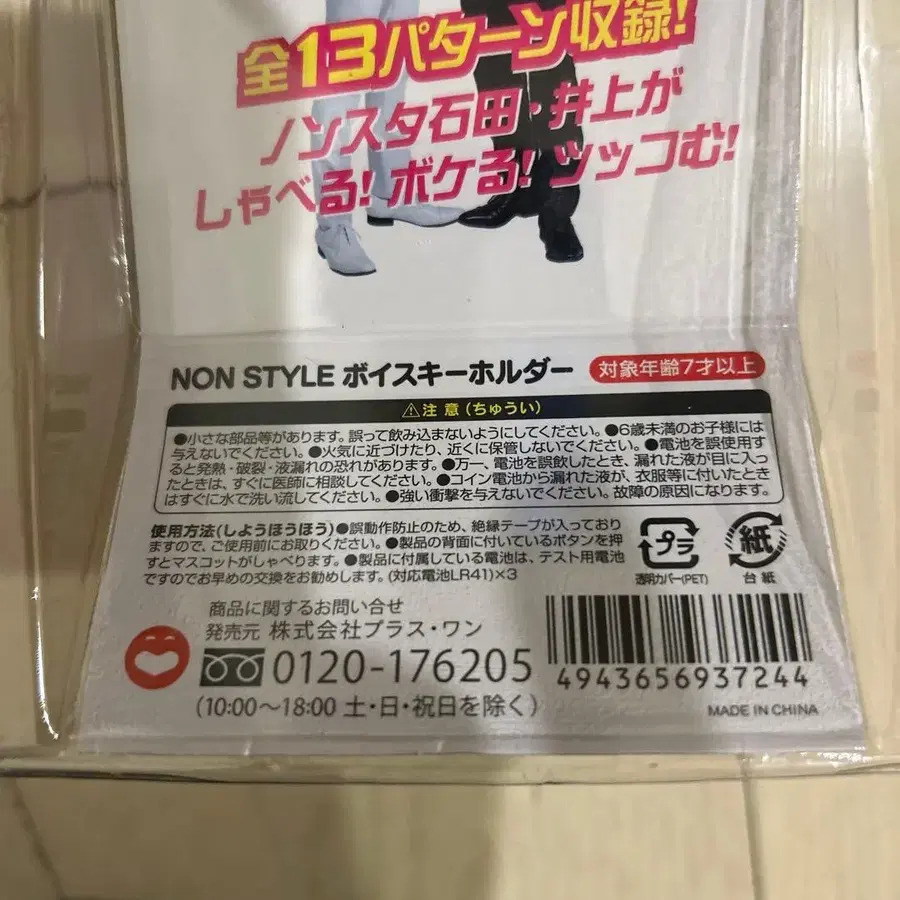 全13パターン収録!
ノンスタ石田・井上が
しゃべる! ボケる! ツッコむ!
NON STYLE ボイスキーホルダー 対象年齢7才以上
⚠注 意 (ちゅうい)
●小さな部品等があります。誤って飲み込まないようにしてください。●6歳未満のお子様には
与えないでください。●火気に近づけたり、近くに保管しないでください。●電池を誤使用す
ると発熱・破裂・液漏れの恐れがあります。●万一、電池を誤飲したとき、漏れた液が目に入っ
たときは、すぐに医師に相談してください。●コイン電池から漏れた液が、衣服等に付いたとき
はすぐに水で洗い流してください。●強い衝撃を与えないでください。故障の原因になります。
使用方法(しようほうほう)●誤動作防止のため、絶縁テープが入っており
ますので、ご使用前にお取りください。●製品の背面に付いているボタンを押
すとマスコットがしゃべります。●製品に付属している電池は、テスト用電池
ですのでお早めの交換をお勧めします。(対応電池LR41)×3
プラ
透明カバー(PET)
紙
台 紙
商品に関するお問い合せ
発売元 株式会社プラス・ワン
0120-176205
(10:00〜18:00 土・日・祝日を除く)
4943656937244
MADE IN CHINA